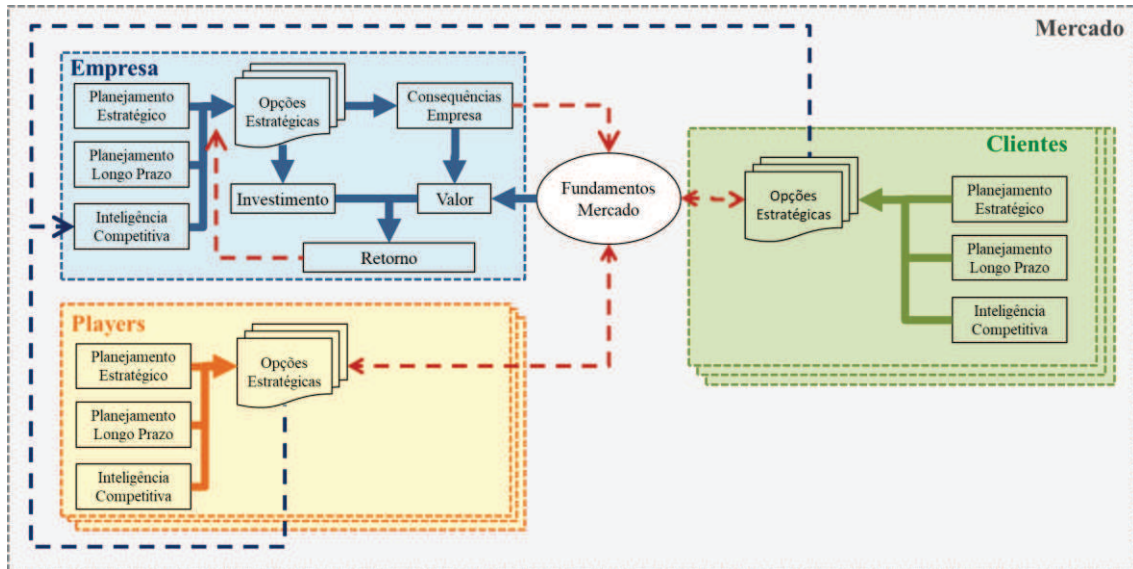 Mercado
Empresa
Planejamento
Estratégico
Planejamento
Longo Prazo
Inteligência
Competitiva
Opções
Estratégicas
Consequências
Empresa
Investimento
Valor
Retorno
Fundamentos
Mercado
Clientes
Opções
Estratégicas
Planejamento
Estratégico
Planejamento
Longo Prazo
Inteligência
Competitiva
Players
Planejamento
Estratégico
Planejamento
Longo Prazo
Inteligência
Competitiva
Opções
Estratégicas